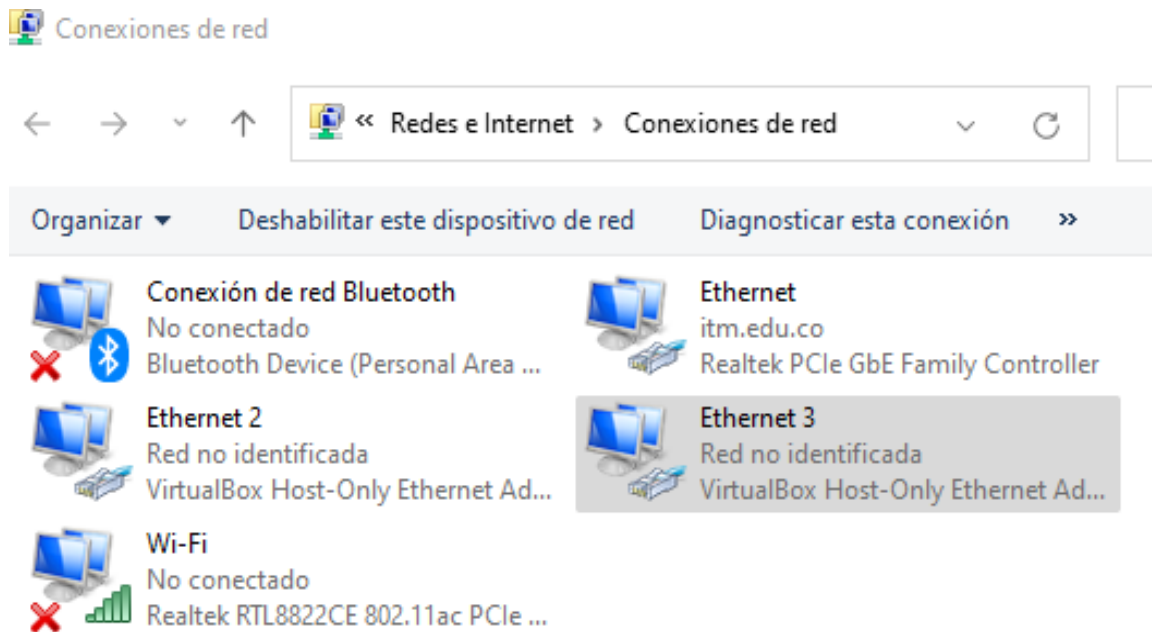 Conexiones de red
« Redes e Internet › Conexiones de red
Organizar Deshabilitar este dispositivo de red Diagnosticar esta conexión »
Conexión de red Bluetooth
No conectado
Bluetooth Device (Personal Area ...
Ethernet
itm.edu.co
Realtek PCIe GbE Family Controller
Ethernet 2
Red no identificada
VirtualBox Host-Only Ethernet Ad...
Ethernet 3
Red no identificada
VirtualBox Host-Only Ethernet Ad...
Wi-Fi
No conectado
Realtek RTL8822CE 802.11ac PCIe ...